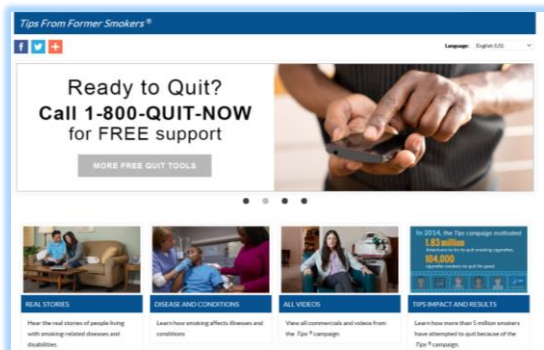 Tips From Former Smokers ®
Language: English (US)
Ready to Quit?
Call 1-800-QUIT-NOW
for FREE support
MORE FREE QUIT TOOLS
In 2014, the Tips campaign motivated
1.83 million
Americans to try to quit smoking cigarettes
104,000
cigarette smokers to quit for good
REAL STORIES
Hear the real stories of people living
with smoking-related diseases and
disabilities
DISEASE AND CONDITIONS
Learn how smoking affects illnesses and
conditions
ALL VIDEOS
View all commercials and videos from
the Tips® campaign
TIPS IMPACT AND RESULTS
Learn how more than 5 million smokers
have attempted to quit because of the
Tips® campaign